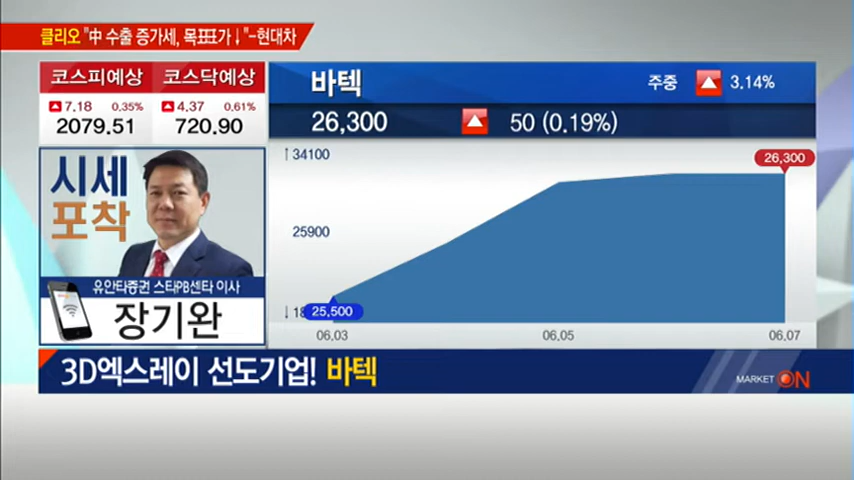 클리오 "中 수출 증가세, 목표가↓"-현대차
코스피예상 코스닥예상
7.18 0.35% 4.37 0.61%
2079.51 720.90
바텍 주중 3.14%
26,300 50 (0.19%)
시세
포착
유안타증권 스타PB센타 이사
장기완
↑34100
25900
25,500
26,300
06.03 06.05 06.07
3D엑스레이 선도기업! 바텍
MARKET ON